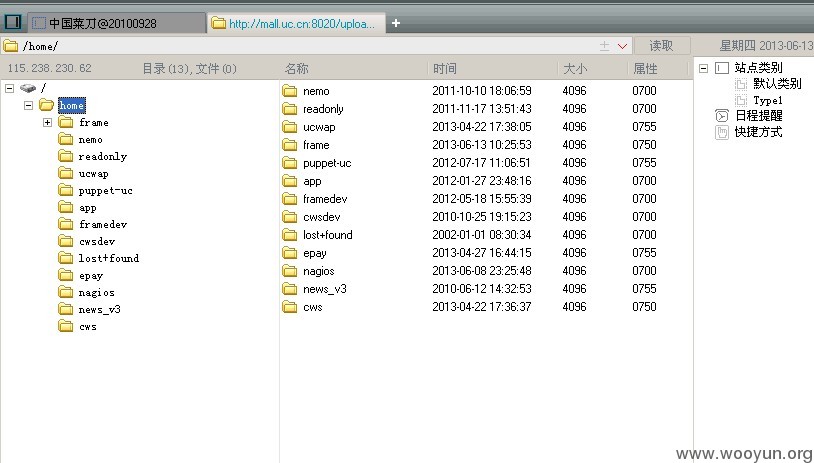 中国菜刀@20100928 http://mall.uc.cn:8020/uploa... +
/home/ 读取 星期四 2013-06-13
115.238.230.62 目录(13),文件(0) 名称 时间 大小 属性
/
home
frame
nemo
readonly
ucwap
puppet-uc
app
framedev
cwsdev
lost+found
epay
nagios
news_v3
cws
nemo 2011-10-10 18:06:59 4096 0700
readonly 2011-11-17 13:51:43 4096 0700
ucwap 2013-04-22 17:38:05 4096 0755
frame 2013-06-13 10:25:53 4096 0750
puppet-uc 2012-07-17 11:06:51 4096 0755
app 2012-01-27 23:48:16 4096 0700
framedev 2012-05-18 15:55:39 4096 0700
cwsdev 2010-10-25 19:15:23 4096 0700
lost+found 2002-01-01 08:30:34 4096 0700
epay 2013-04-27 16:44:15 4096 0755
nagios 2013-06-08 23:25:48 4096 0700
news_v3 2010-06-12 14:32:53 4096 0755
cws 2013-04-22 17:36:37 4096 0750
站点类别
默认类别
Type1
日程提醒
快捷方式
www.wooyun.org